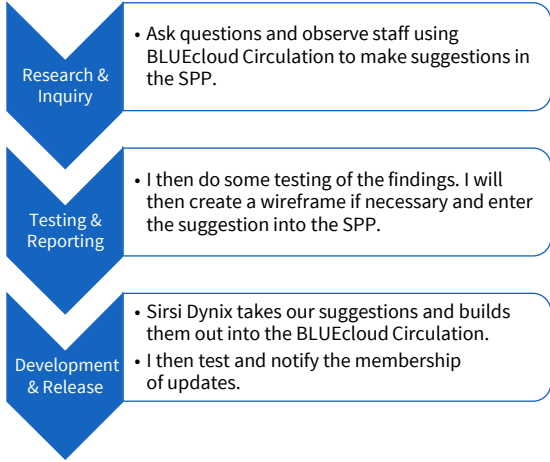 Research &
Inquiry
• Ask questions and observe staff using
BLUEcloud Circulation to make suggestions in
the SPP.
Testing &
Reporting
• I then do some testing of the findings. I will
then create a wireframe if necessary and enter
the suggestion into the SPP.
Development
& Release
• Sirsi Dynix takes our suggestions and builds
them out into the BLUEcloud Circulation.
• I then test and notify the membership
of updates.